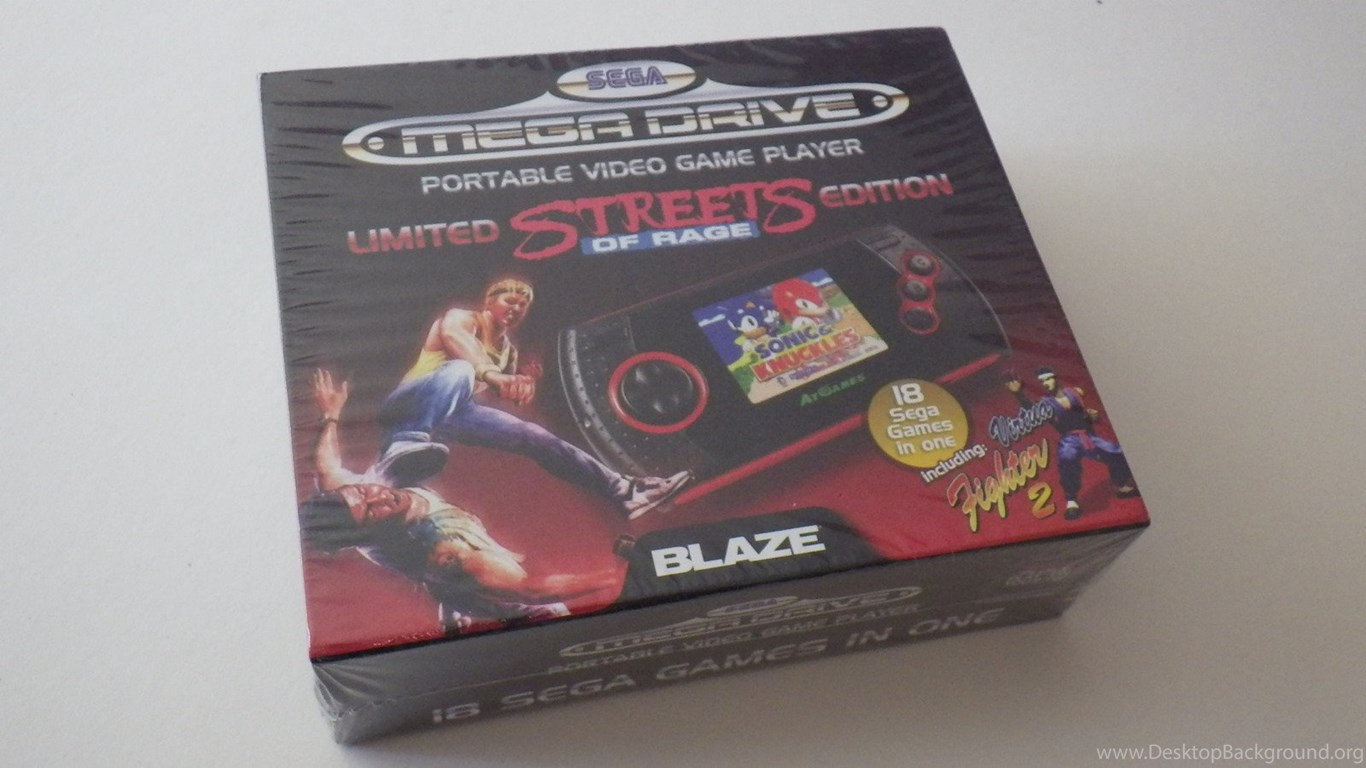 SEGA
MEGA DRIVE
PORTABLE VIDEO GAME PLAYER
LIMITED STREETS OF RAGE EDITION
SONIC &
KNUCKLES
ATGAMES
18
Sega
Games
in one
including:
Virtua
Fighter
2
BLAZE
SEGA
MEGA DRIVE
PORTABLE VIDEO GAME PLAYER
18 SEGA GAMES IN ONE
www.DesktopBackground.org